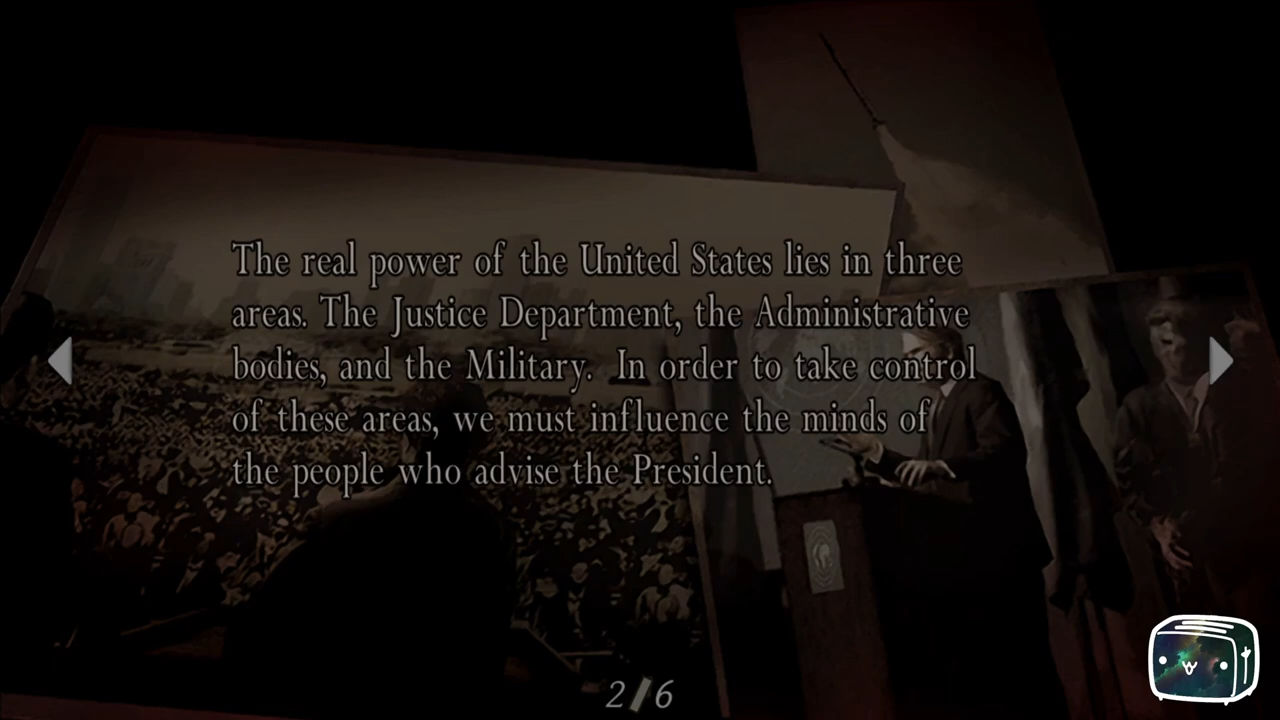 The real power of the United States lies in three
areas. The Justice Department, the Administrative
bodies, and the Military.  In order to take control
of these areas, we must influence the minds of
the people who advise the President.
2/6